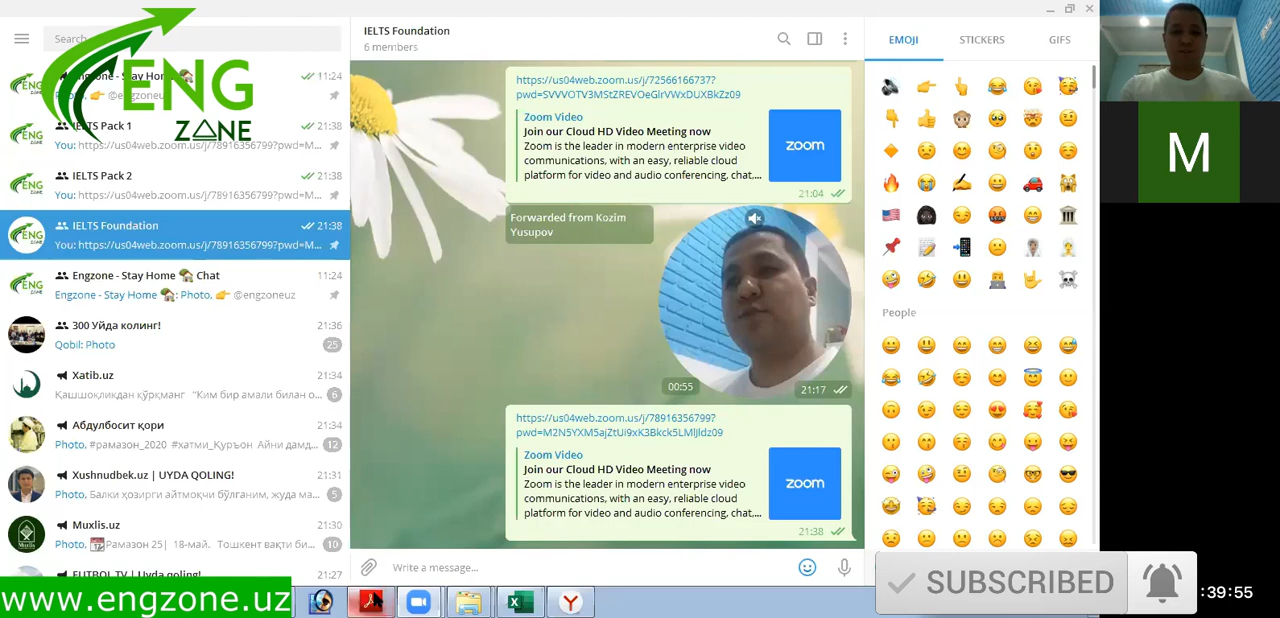 Search
ENG
ZONE
Engzone - Stay Home
11:24
Photo, 👉 @engzoneuz
IELTS Pack 1
21:38
You: https://us04web.zoom.us/j/78916356799?pwd=M...
IELTS Pack 2
21:38
You: https://us04web.zoom.us/j/78916356799?pwd=M...
IELTS Foundation
21:38
You: https://us04web.zoom.us/j/78916356799?pwd=M...
Engzone - Stay Home 🏡 Chat
11:24
Engzone - Stay Home 🏡: Photo, 👉 @engzoneuz
300 Уйда колинг!
21:36
Qobil: Photo
25
Xatib.uz
21:34
Қашшоқликдан қўрқманг "Ким бир амали билан о...
6
Абдулбосит қори
21:34
Photo, #рамазон_2020 #хатми_Қуръон Айни дамд...
12
Xushnudbek.uz | UYDA QOLING!
21:31
Photo, Балки ҳозирги айтмоқчи бўлганим, жуда ма...
5
Muxlis.uz
21:30
Photo, 📆Рамазон 25| 18-май. Тошкент вақти би...
10
FUTBOL TV | Uyda qoling!
21:27
www.engzone.uz
IELTS Foundation
6 members
https://us04web.zoom.us/j/72566166737?
pwd=SVVVOTV3MStZREVOeGlrVWxDUXBkZz09
Zoom Video
Join our Cloud HD Video Meeting now
Zoom is the leader in modern enterprise video
communications, with an easy, reliable cloud
platform for video and audio conferencing, chat,...
zoom
21:04
Forwarded from Kozim
Yusupov
00:55
21:17
https://us04web.zoom.us/j/78916356799?
pwd=M2N5YXM5ajZtUi9xK3Bkck5LMlJldz09
Zoom Video
Join our Cloud HD Video Meeting now
Zoom is the leader in modern enterprise video
communications, with an easy, reliable cloud
platform for video and audio conferencing, chat,...
zoom
21:38
Write a message...
EMOJI
STICKERS
GIFS
People
M
SUBSCRIBED
:39:55